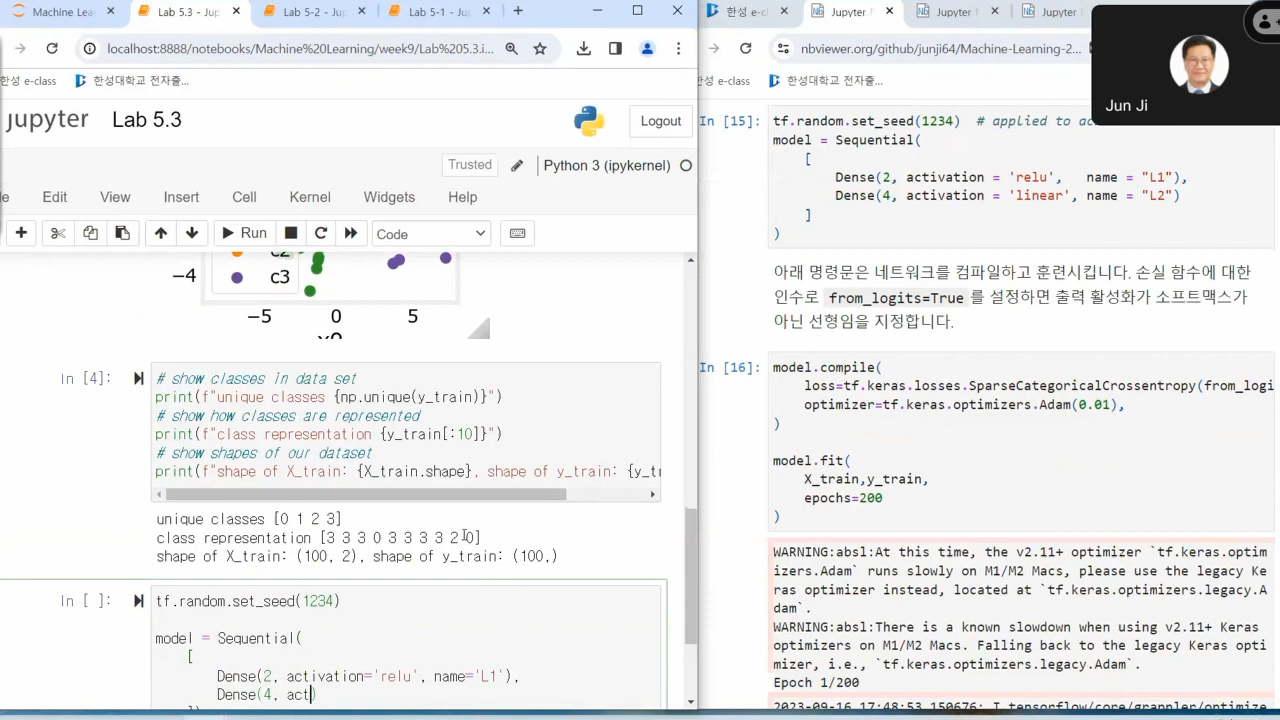 Machine Lear
Lab 5.3 - Jup
Lab 5-2 - Jup
Lab 5-1 - Jup
localhost:8888/notebooks/Machine%20Learning/week9/Lab%205.3.i...
한성 e-class
한성대학교 전자출...
Jupyter Lab 5.3
Logout
Trusted
Python 3 (ipykernel)
le Edit View Insert Cell Kernel Widgets Help
Run
Code
−4
c2
c3
−5 0 5
x0
In [4]:
# show classes in data set
print(f"unique classes {np.unique(y_train)}")
# show how classes are represented
print(f"class representation {y_train[:10]}")
# show shapes of our dataset
print(f"shape of X_train: {X_train.shape}, shape of y_train: {y_tr
unique classes [0 1 2 3]
class representation [3 3 3 0 3 3 3 3 2 0]
shape of X_train: (100, 2), shape of y_train: (100,)
In [ ]:
tf.random.set_seed(1234)
model = Sequential(
[
Dense(2, activation='relu', name='L1'),
Dense(4, act)
])
한성 e-cl
Jupyter N
Jupyter
Jupyter
nbviewer.org/github/junji64/Machine-Learning-2...
성 e-class
한성대학교 전자출...
Jun Ji
In [15]:
tf.random.set_seed(1234) # applied to ac
model = Sequential(
[
Dense(2, activation = 'relu', name = "L1"),
Dense(4, activation = 'linear', name = "L2")
]
)
아래 명령문은 네트워크를 컴파일하고 훈련시킵니다. 손실 함수에 대한
인수로 from_logits=True 를 설정하면 출력 활성화가 소프트맥스가
아닌 선형임을 지정합니다.
In [16]:
model.compile(
loss=tf.keras.losses.SparseCategoricalCrossentropy(from_logi
optimizer=tf.keras.optimizers.Adam(0.01),
)
model.fit(
X_train,y_train,
epochs=200
)
WARNING:absl:At this time, the v2.11+ optimizer `tf.keras.optim
izers.Adam` runs slowly on M1/M2 Macs, please use the legacy Ke
ras optimizer instead, located at `tf.keras.optimizers.legacy.A
dam`.
WARNING:absl:There is a known slowdown when using v2.11+ Keras
optimizers on M1/M2 Macs. Falling back to the legacy Keras opti
mizer, i.e., `tf.keras.optimizers.legacy.Adam`.
Epoch 1/200
2023-09-16 17:48:53.150676: I tensorflow/core/grappler/optimize